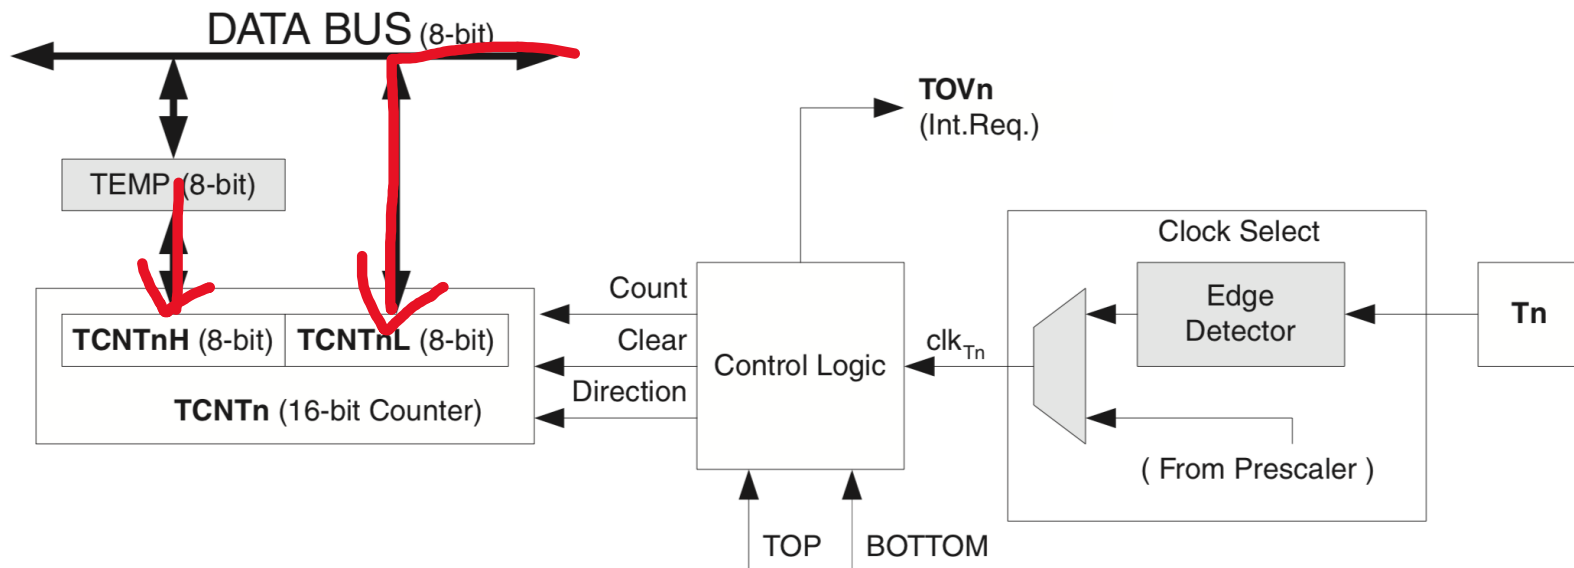 DATA BUS (8-bit)
TOVn
(Int.Req.)
TEMP (8-bit)
Clock Select
Count
Edge
Detector
Tn
TCNTnH (8-bit) TCNTnL (8-bit)
Clear
Control Logic
clkTn
Direction
TCNTn (16-bit Counter)
( From Prescaler )
TOP BOTTOM